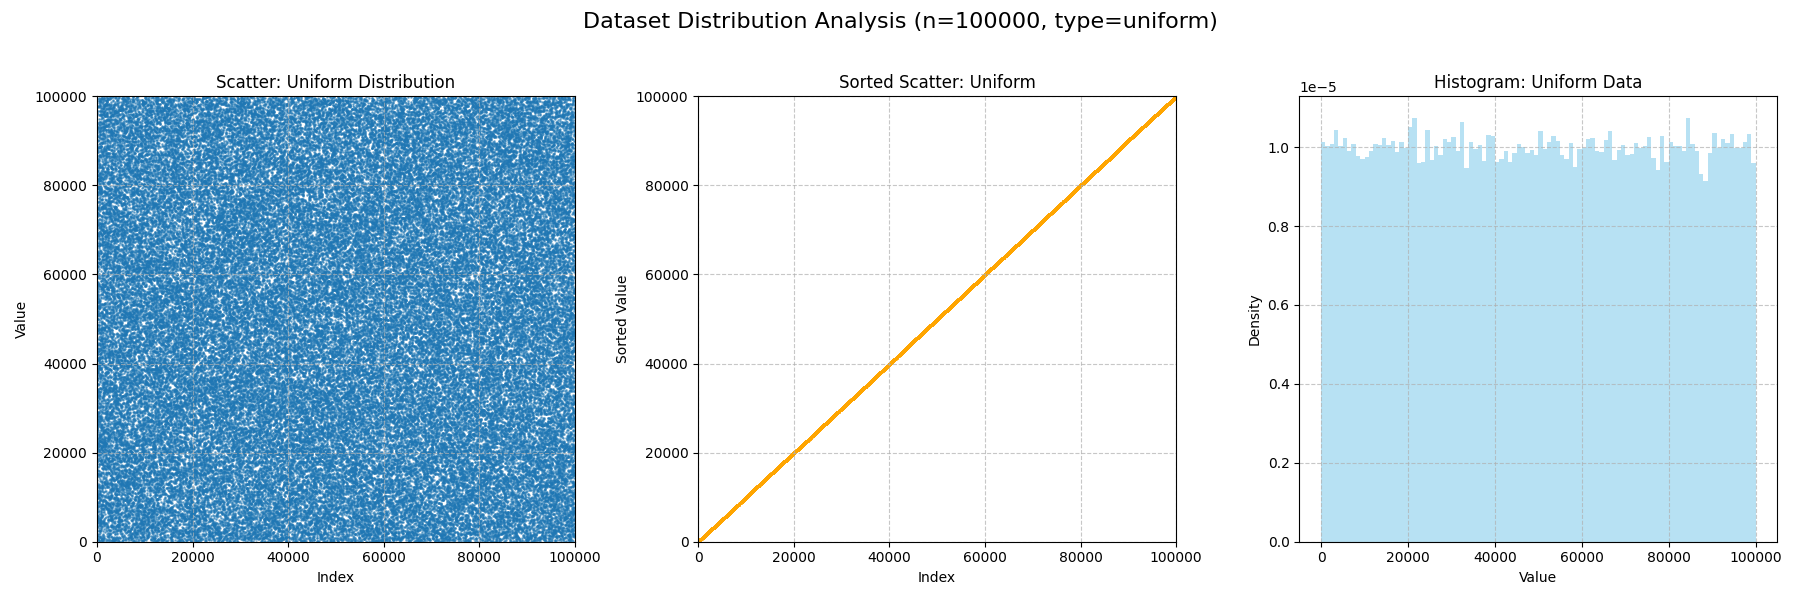 Dataset Distribution Analysis (n=100000, type=uniform)
Scatter: Uniform Distribution
100000
80000
60000
40000
20000
0
Value
0 20000 40000 60000 80000 100000
Index
Sorted Scatter: Uniform
100000
80000
60000
40000
20000
0
Sorted Value
0 20000 40000 60000 80000 100000
Index
Histogram: Uniform Data
1e−5
1.0
0.8
0.6
0.4
0.2
0.0
Density
0 20000 40000 60000 80000 100000
Value